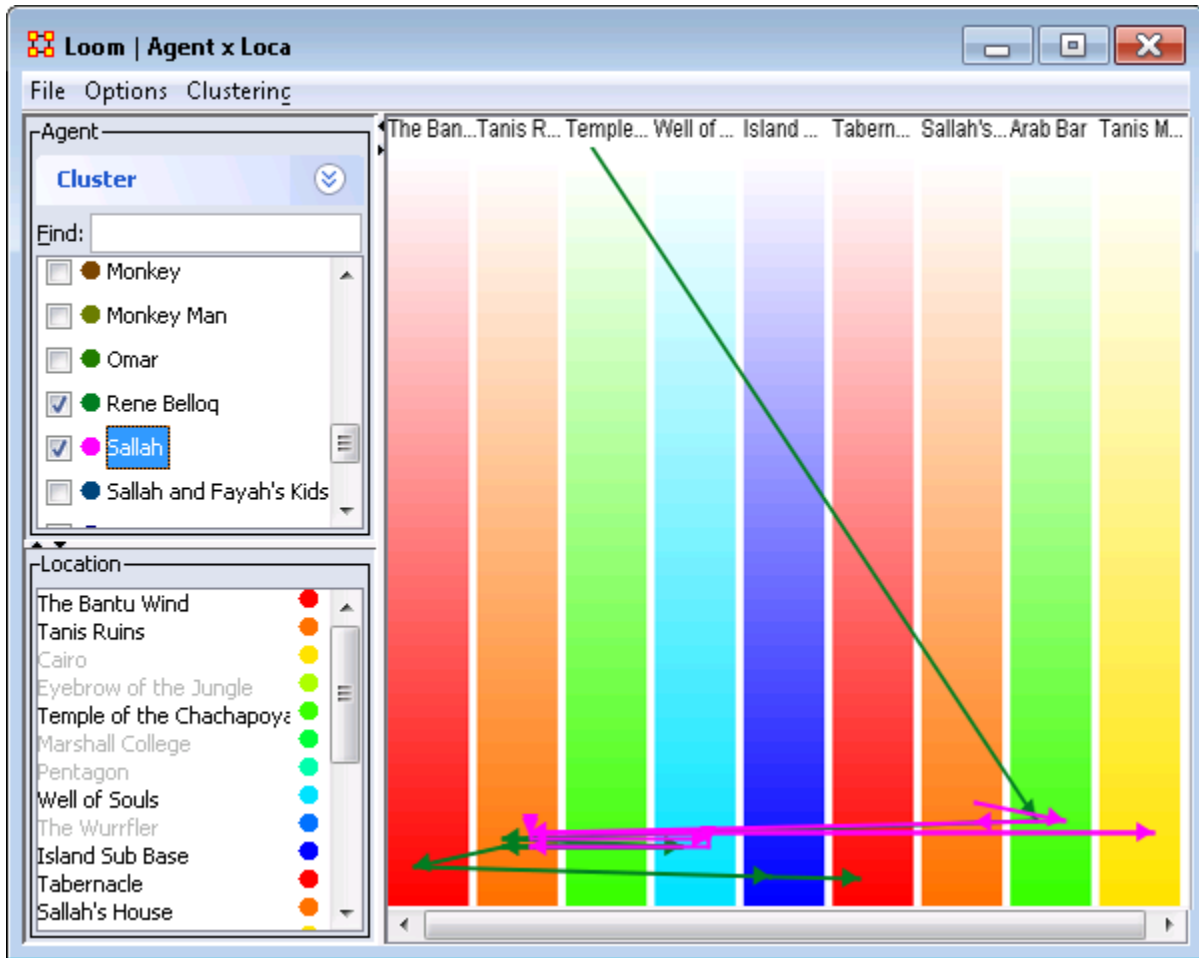 Loom | Agent x Loca
File Options Clustering
Agent
Cluster
Find:
Monkey
Monkey Man
Omar
Rene Belloq
Sallah
Sallah and Fayah's Kids
Location
The Bantu Wind
Tanis Ruins
Cairo
Eyebrow of the Jungle
Temple of the Chachapoya
Marshall College
Pentagon
Well of Souls
The Wurrfler
Island Sub Base
Tabernacle
Sallah's House
The Ban... Tanis R... Temple... Well of ... Island ... Tabern... Sallah's... Arab Bar Tanis M...